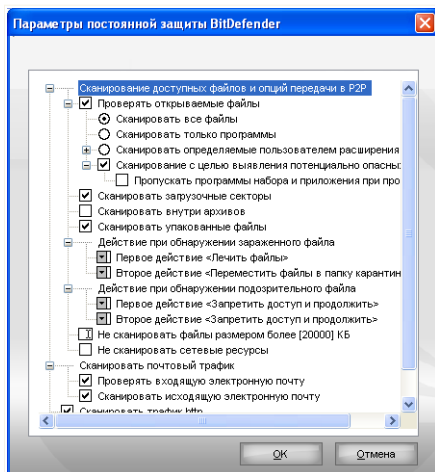 Параметры постоянной защиты BitDefender
Сканирование доступных файлов и опций передачи в P2P
Проверять открываемые файлы
Сканировать все файлы
Сканировать только программы
Сканировать определяемые пользователем расширения
Сканирование с целью выявления потенциально опасных
Пропускать программы набора и приложения при про
Сканировать загрузочные секторы
Сканировать внутри архивов
Сканировать упакованные файлы
Действие при обнаружении зараженного файла
Первое действие <Лечить файлы>
Второе действие <Переместить файлы в папку карантин
Действие при обнаружении подозрительного файла
Первое действие <Запретить доступ и продолжить>
Второе действие <Запретить доступ и продолжить>
Не сканировать файлы размером более [20000] КБ
Не сканировать сетевые ресурсы
Сканировать почтовый трафик
Проверять входящую электронную почту
Сканировать исходящую электронную почту
Сканировать трафик http
OK Отмена